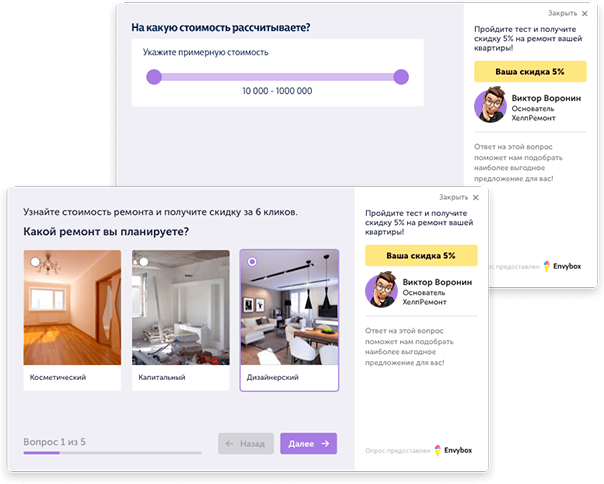 Закрыть
На какую стоимость рассчитываете?
Укажите примерную стоимость
10 000 - 1000 000
Пройдите тест и получите
скидку 5% на ремонт вашей
квартиры!
Ваша скидка 5%
Виктор Воронин
Основатель
ХелпРемонт
Ответ на этот вопрос
поможет нам подобрать
наиболее выгодное
предложение для вас!
предоставлен Envybox
Закрыть
Узнайте стоимость ремонта и получите скидку за 6 кликов.
Какой ремонт вы планируете?
Косметический
Капитальный
Дизайнерский
Вопрос 1 из 5
Назад
Далее
Пройдите тест и получите
скидку 5% на ремонт вашей
квартиры!
Ваша скидка 5%
Виктор Воронин
Основатель
ХелпРемонт
Ответ на этот вопрос
поможет нам подобрать
наиболее выгодное
предложение для вас!
Опрос предоставлен Envybox